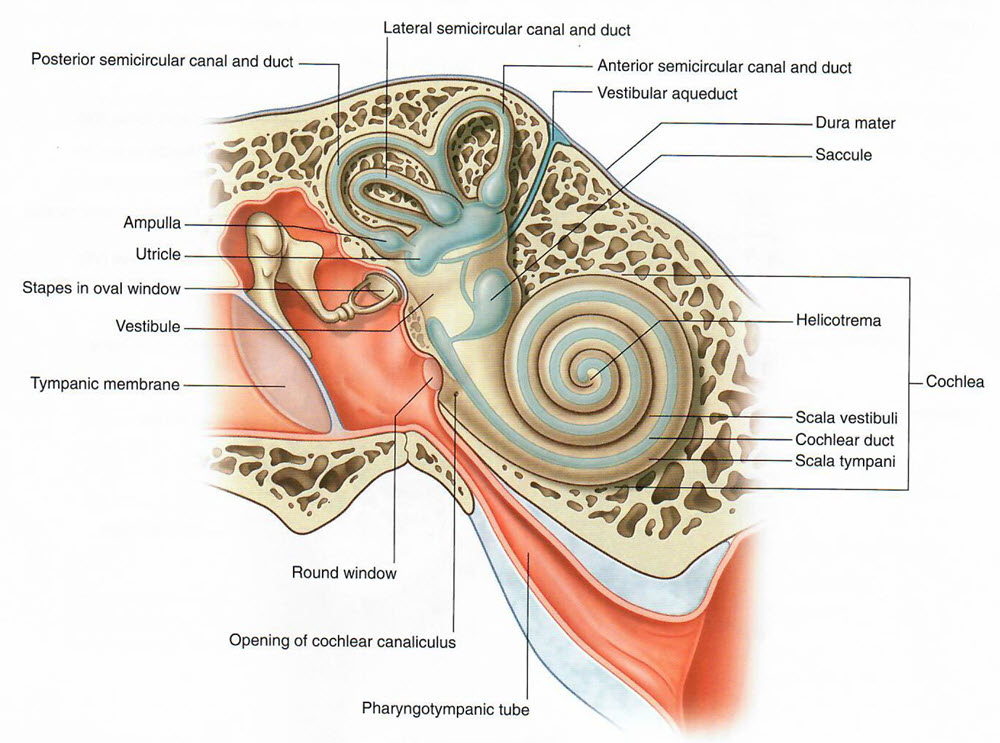 Lateral semicircular canal and duct
Posterior semicircular canal and duct
Anterior semicircular canal and duct
Vestibular aqueduct
Dura mater
Saccule
Ampulla
Utricle
Stapes in oval window
Vestibule
Helicotrema
Tympanic membrane
Cochlea
Scala vestibuli
Cochlear duct
Scala tympani
Round window
Opening of cochlear canaliculus
Pharyngotympanic tube